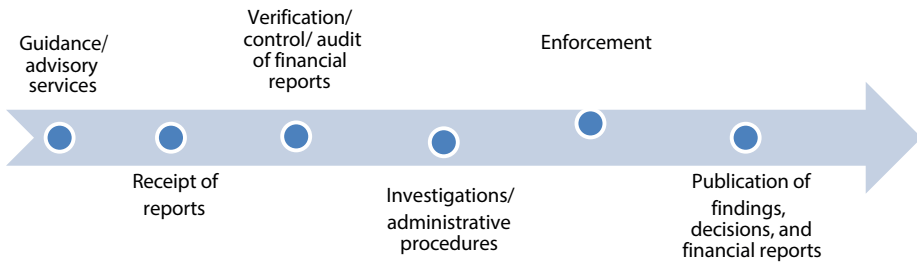 Guidance/
advisory
services
Receipt of
reports
Verification/
control/ audit
of financial
reports
Investigations/
administrative
procedures
Enforcement
Publication of
findings,
decisions, and
financial reports